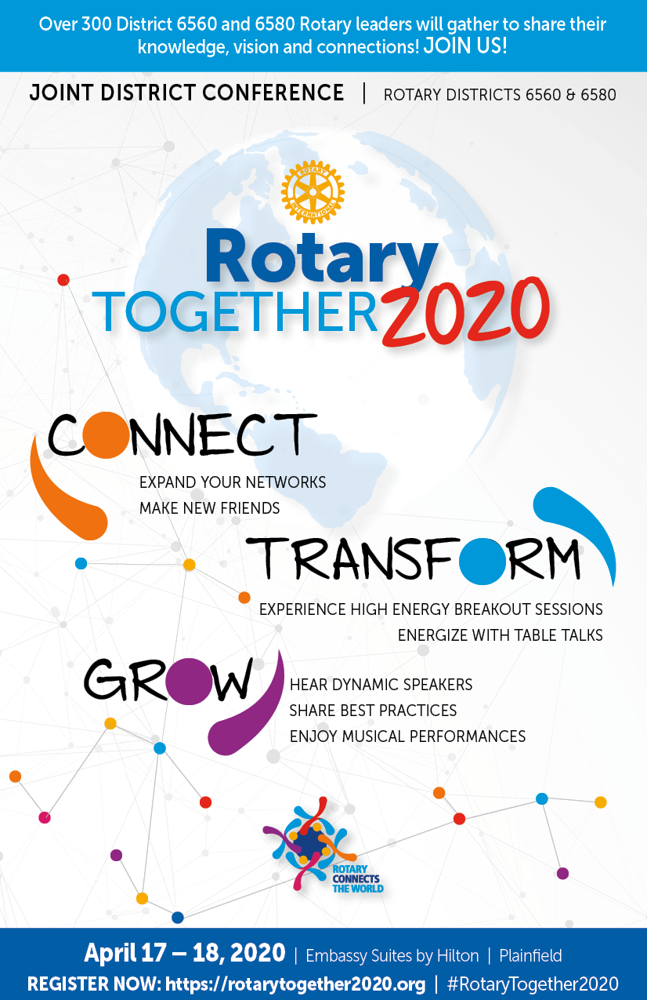 Over 300 District 6560 and 6580 Rotary leaders will gather to share their
knowledge, vision and connections! JOIN US!
JOINT DISTRICT CONFERENCE | ROTARY DISTRICTS 6560 & 6580
ROTARY
INTERNATIONAL
Rotary
TOGETHER 2020
CONNECT
EXPAND YOUR NETWORKS
MAKE NEW FRIENDS
TRANSFORM
EXPERIENCE HIGH ENERGY BREAKOUT SESSIONS
ENERGIZE WITH TABLE TALKS
GROW
HEAR DYNAMIC SPEAKERS
SHARE BEST PRACTICES
ENJOY MUSICAL PERFORMANCES
ROTARY
CONNECTS
THE WORLD
April 17 – 18, 2020 | Embassy Suites by Hilton | Plainfield
REGISTER NOW: https://rotarytogether2020.org | #RotaryTogether2020